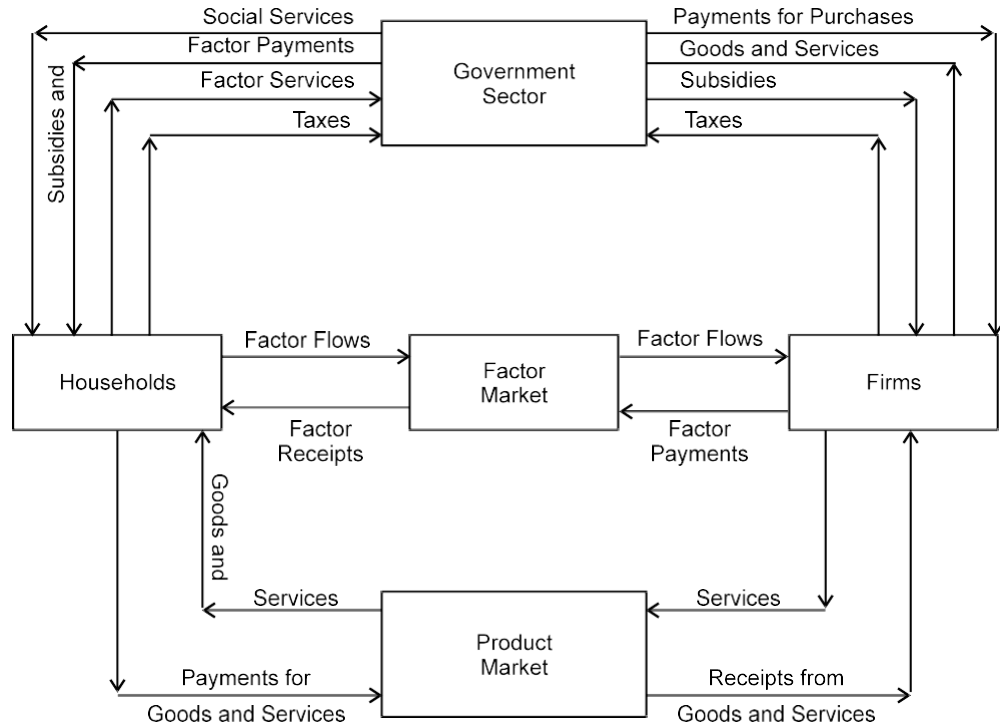 Social Services
Payments for Purchases
Factor Payments
Goods and Services
Subsidies and
Factor Services
Government
Sector
Subsidies
Taxes
Taxes
Factor Flows
Factor Flows
Households
Factor
Market
Firms
Factor
Receipts
Factor
Payments
Goods and
Services
Services
Product
Market
Payments for
Goods and Services
Receipts from
Goods and Services